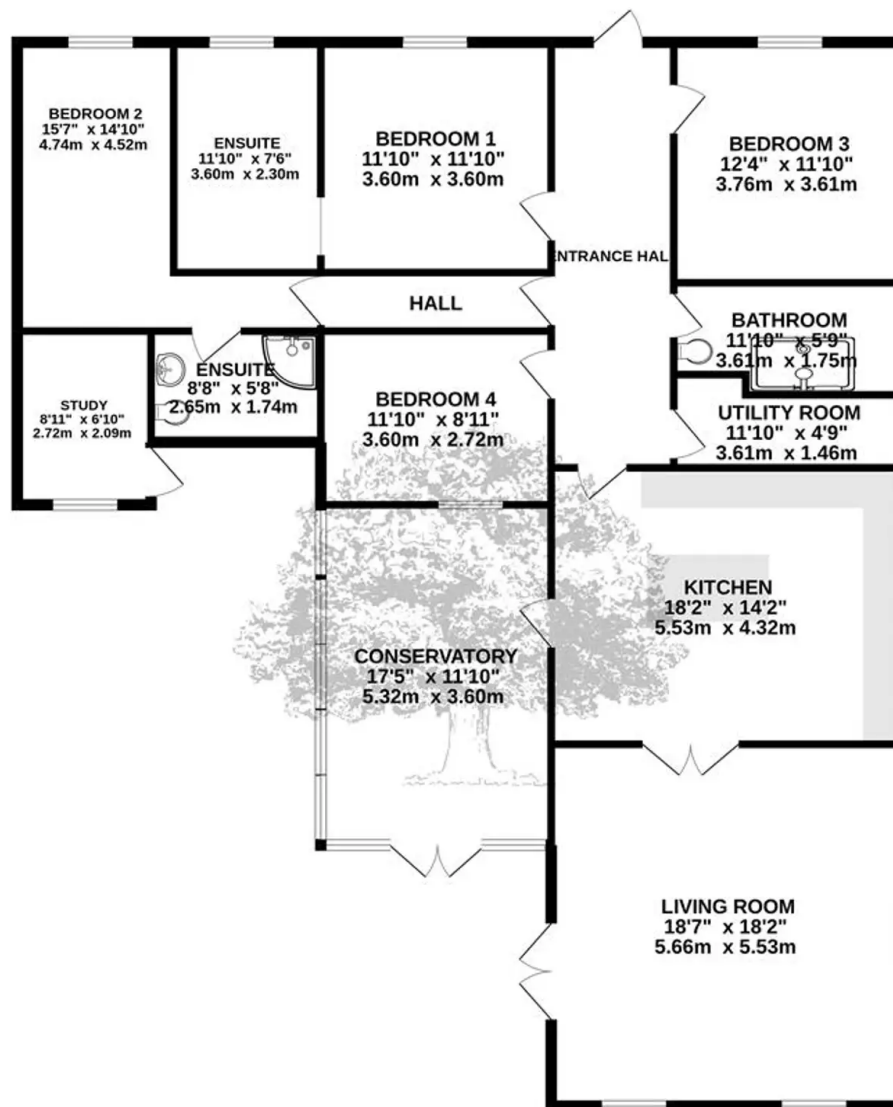 BEDROOM 2
15'7" x 14'10"
4.74m x 4.52m
ENSUITE
11'10" x 7'6"
3.60m x 2.30m
BEDROOM 1
11'10" x 11'10"
3.60m x 3.60m
BEDROOM 3
12'4" x 11'10"
3.76m x 3.61m
ENTRANCE HAL
HALL
BATHROOM
11'10" x 5'9"
3.61m x 1.75m
ENSUITE
8'8" x 5'8"
2.65m x 1.74m
STUDY
8'11" x 6'10"
2.72m x 2.09m
BEDROOM 4
11'10" x 8'11"
3.60m x 2.72m
UTILITY ROOM
11'10" x 4'9"
3.61m x 1.46m
KITCHEN
18'2" x 14'2"
5.53m x 4.32m
CONSERVATORY
17'5" x 11'10"
5.32m x 3.60m
LIVING ROOM
18'7" x 18'2"
5.66m x 5.53m